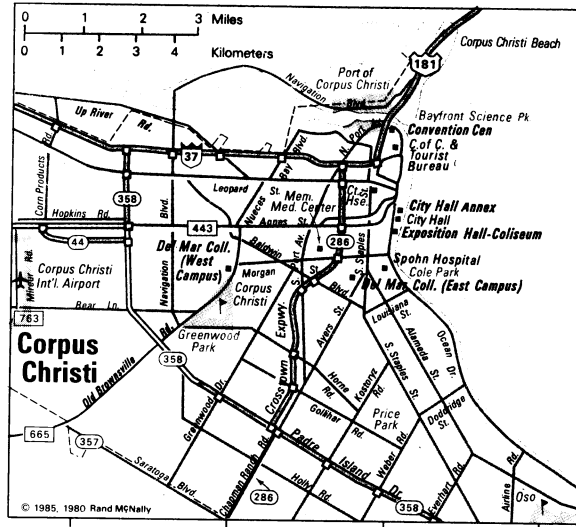 0 1 2 3 Miles
0 1 2 3 4 Kilometers
Corpus Christi Beach
181
Port of
Corpus Christi
Navigation
Blvd.
Up River
Rd.
Bayfront Science Pk
Convention Cen
C. of C. &
Tourist
Bureau
N. Port
37
Corn Products
Rd.
358
Leopard
St.
Nueces
Bay
Blvd.
Mem.
Med. Center
Ct.
Hse.
City Hall Annex
City Hall
Exposition Hall-Coliseum
Hopkins Rd.
443
Agnes
St.
44
Baldwin
286
S. Staples
St.
Del Mar Coll.
(West
Campus)
Spohn Hospital
Cole Park
Morgan
Del Mar Coll. (East Campus)
Blvd.
Corpus Christi
Int'l. Airport
Navigation
Blvd.
Corpus
Christi
Bear Ln.
763
Rd.
Louisiana
St.
Ayers St.
Greenwood
Park
Corpus
Christi
358
Old Brownsville
Crosstown
Expwy.
S. Staples
St.
Alameda St.
Ocean Dr.
Horne
Rd.
Kostoryz
Rd.
Greenwood
Dr.
Gollihar
Rd.
Price
Park
Doddridge
St.
665
357
Saratoga
Blvd.
Padre
Island
Dr.
Weber
Rd.
Chapman Ranch
Rd.
286
Holly
Rd.
358
Everhart
Rd.
Airline
Rd.
Oso
© 1985, 1980 Rand McNally